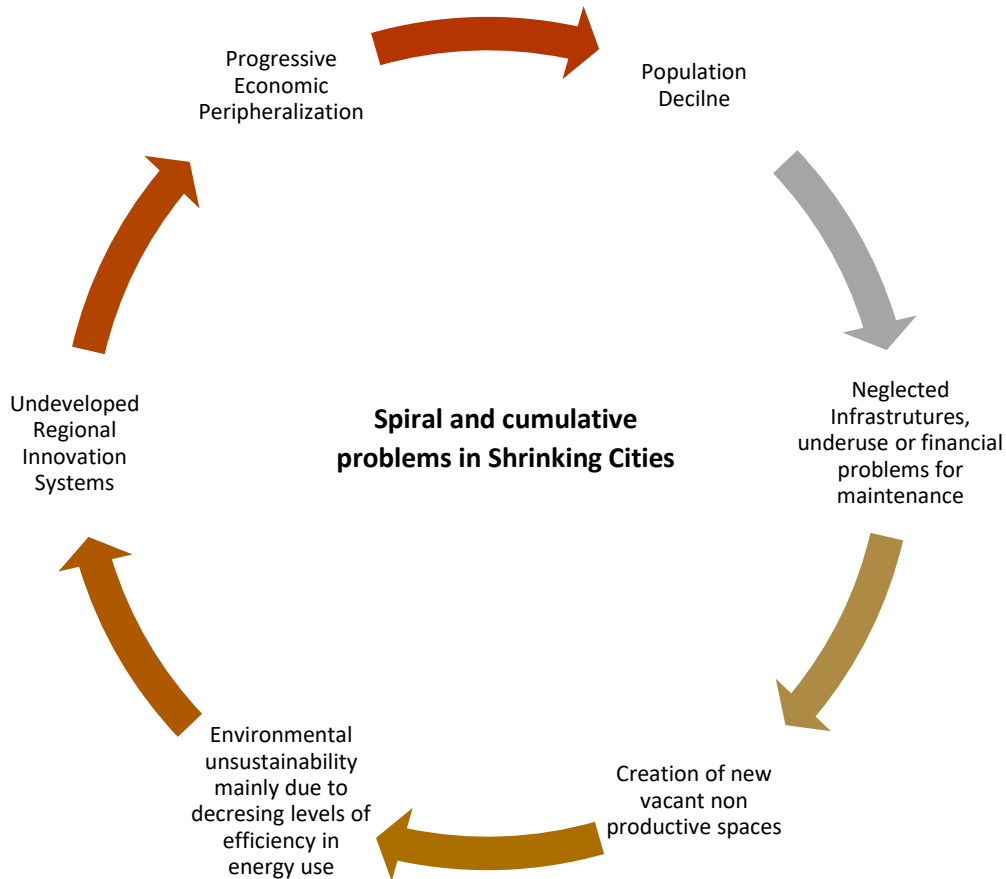 Spiral and cumulative
problems in Shrinking Cities
Population
Decilne
Neglected
Infrastrutures,
underuse or financial
problems for
maintenance
Creation of new
vacant non
productive spaces
Environmental
unsustainability
mainly due to
decresing levels of
efficiency in
energy use
Undeveloped
Regional
Innovation
Systems
Progressive
Economic
Peripheralization